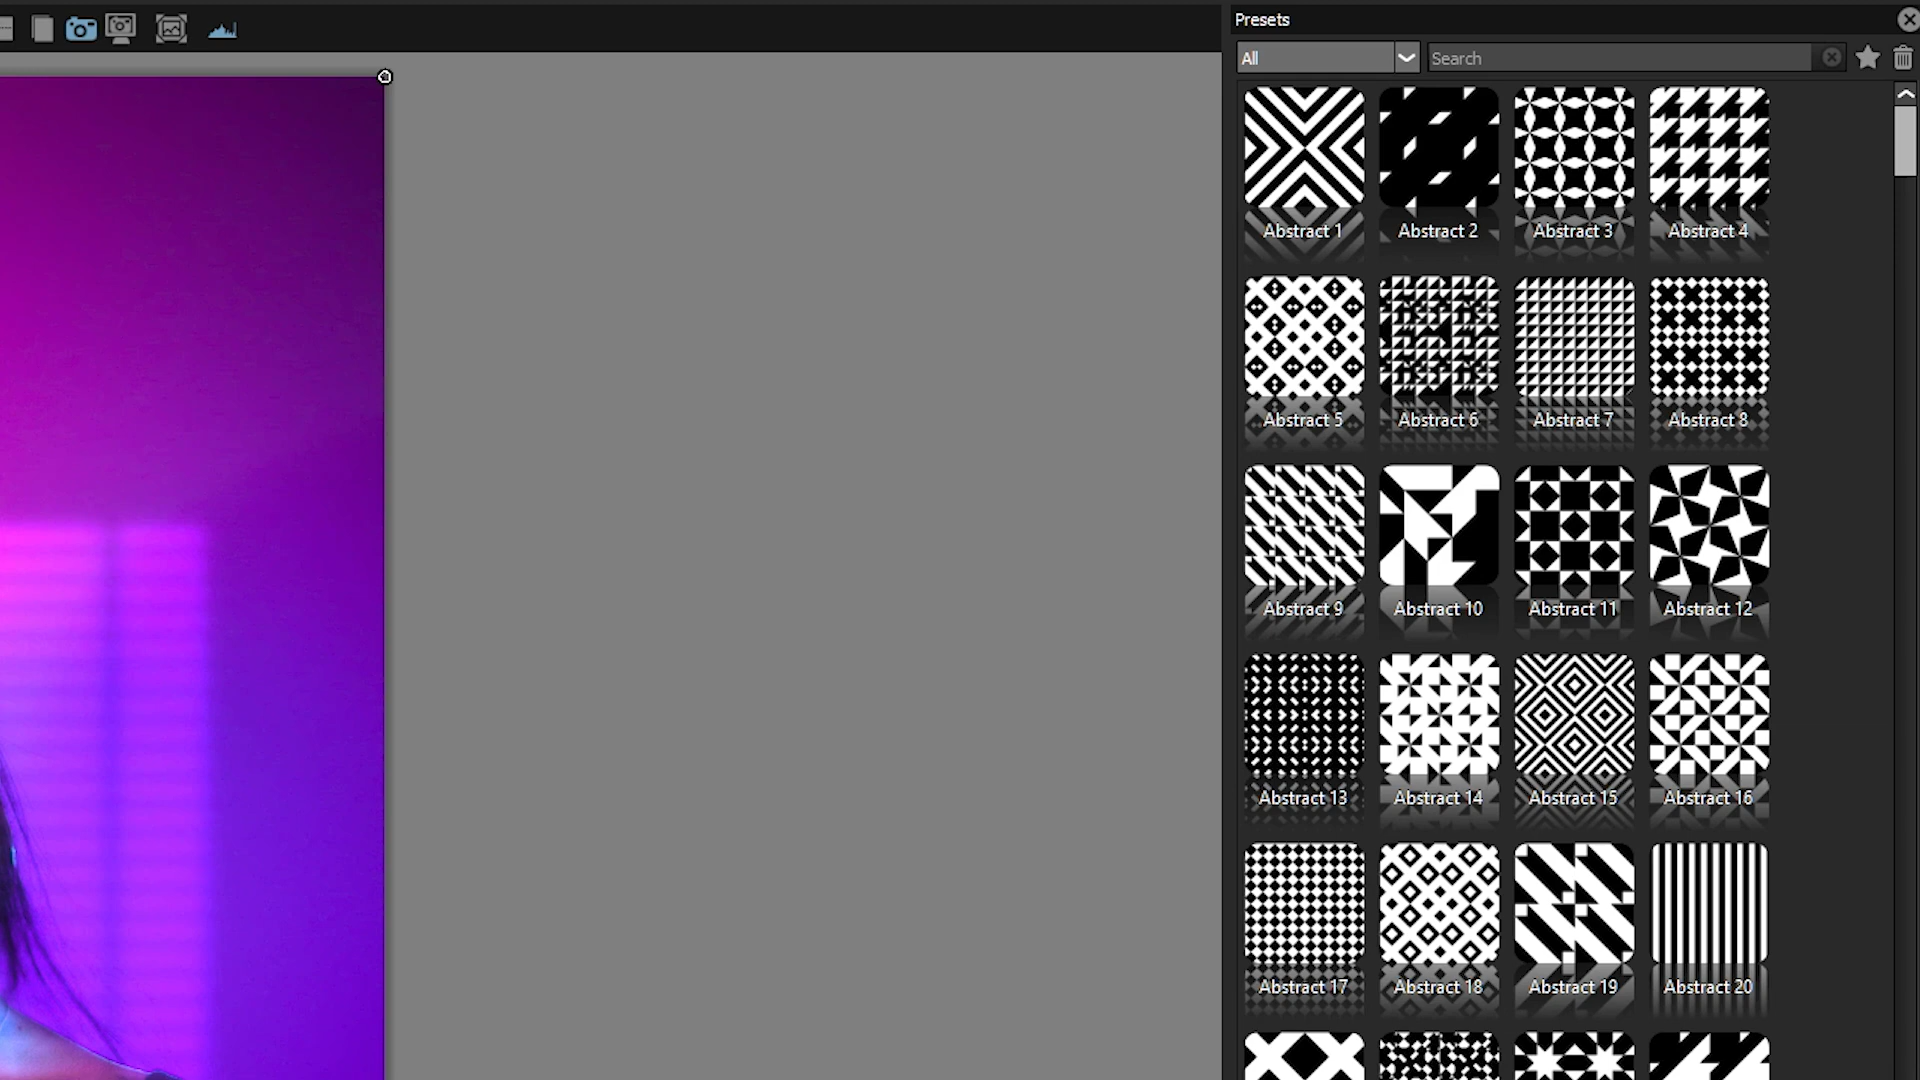 Presets
All
Search
Abstract 1
Abstract 2
Abstract 3
Abstract 4
Abstract 5
Abstract 6
Abstract 7
Abstract 8
Abstract 9
Abstract 10
Abstract 11
Abstract 12
Abstract 13
Abstract 14
Abstract 15
Abstract 16
Abstract 17
Abstract 18
Abstract 19
Abstract 20